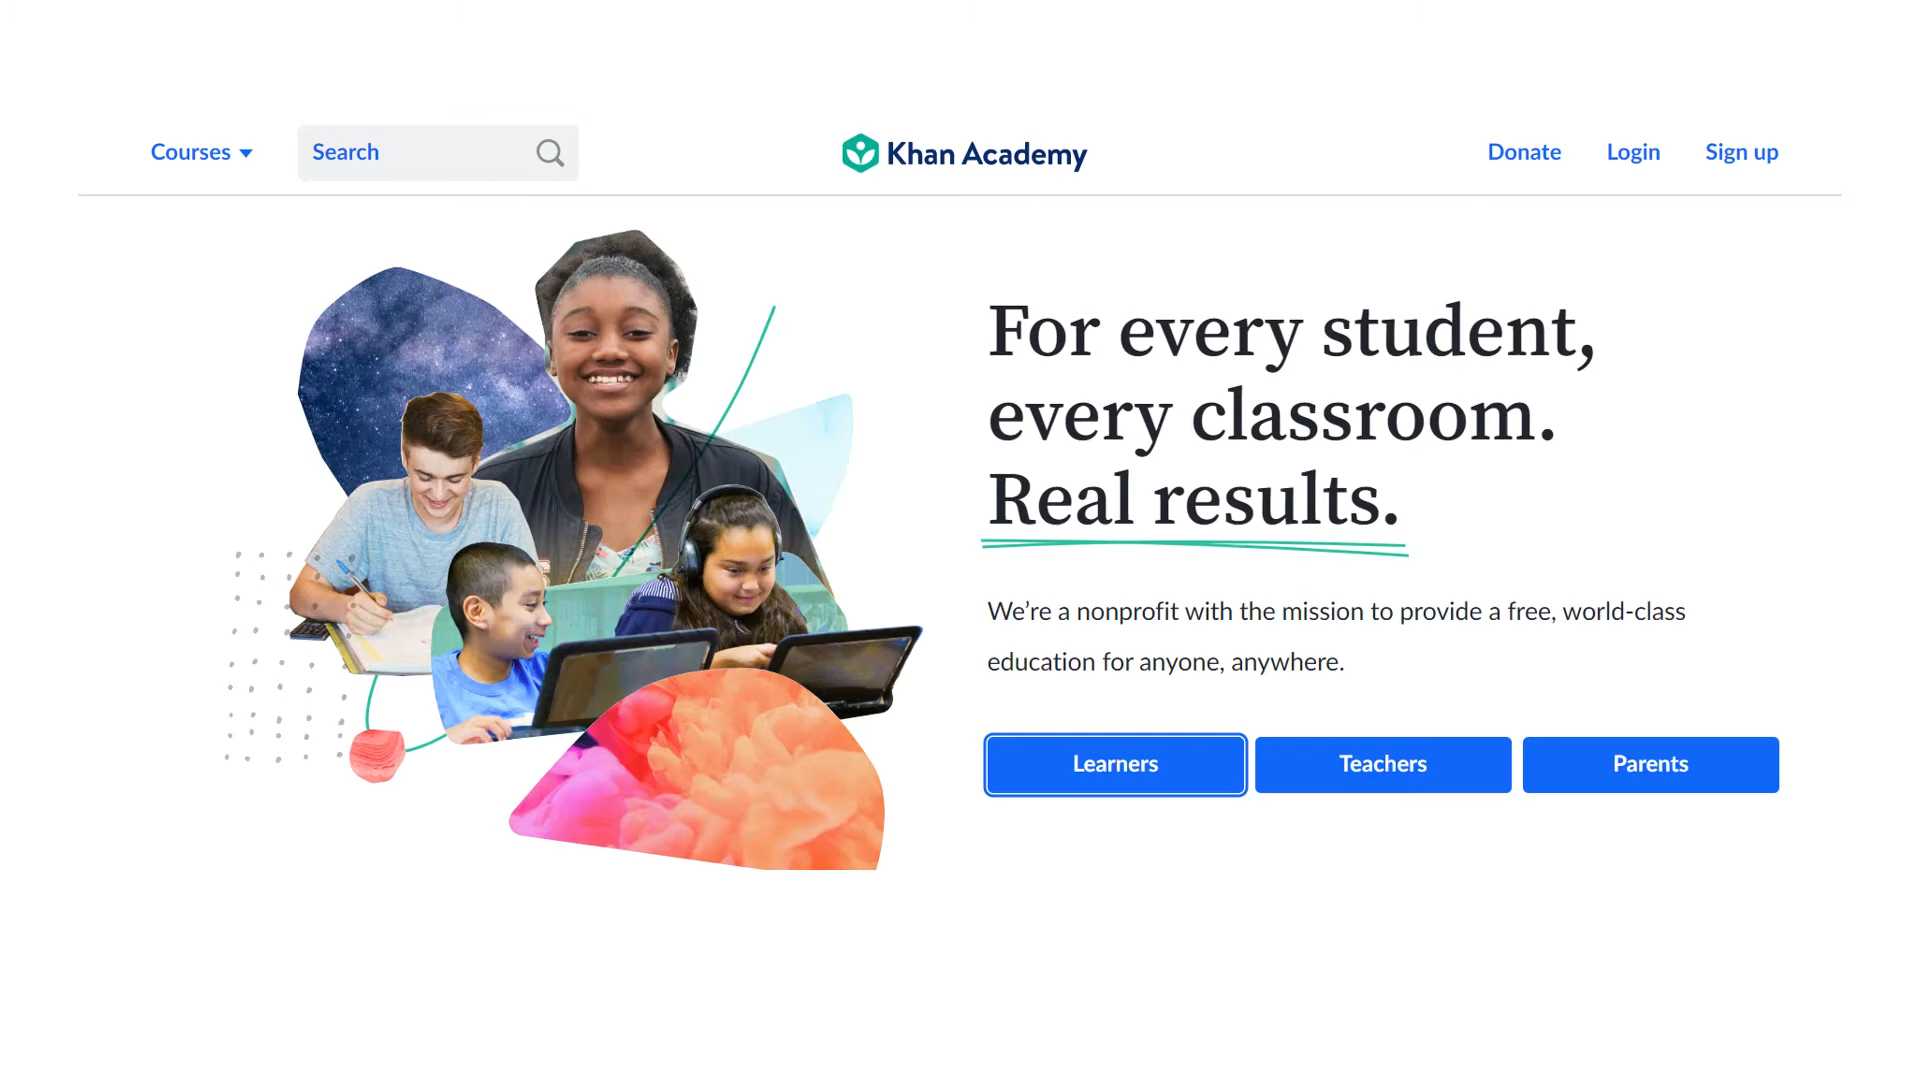 Courses
Search
Khan Academy
Donate
Login
Sign up
For every student,
every classroom.
Real results.
We’re a nonprofit with the mission to provide a free, world-class
education for anyone, anywhere.
Learners
Teachers
Parents